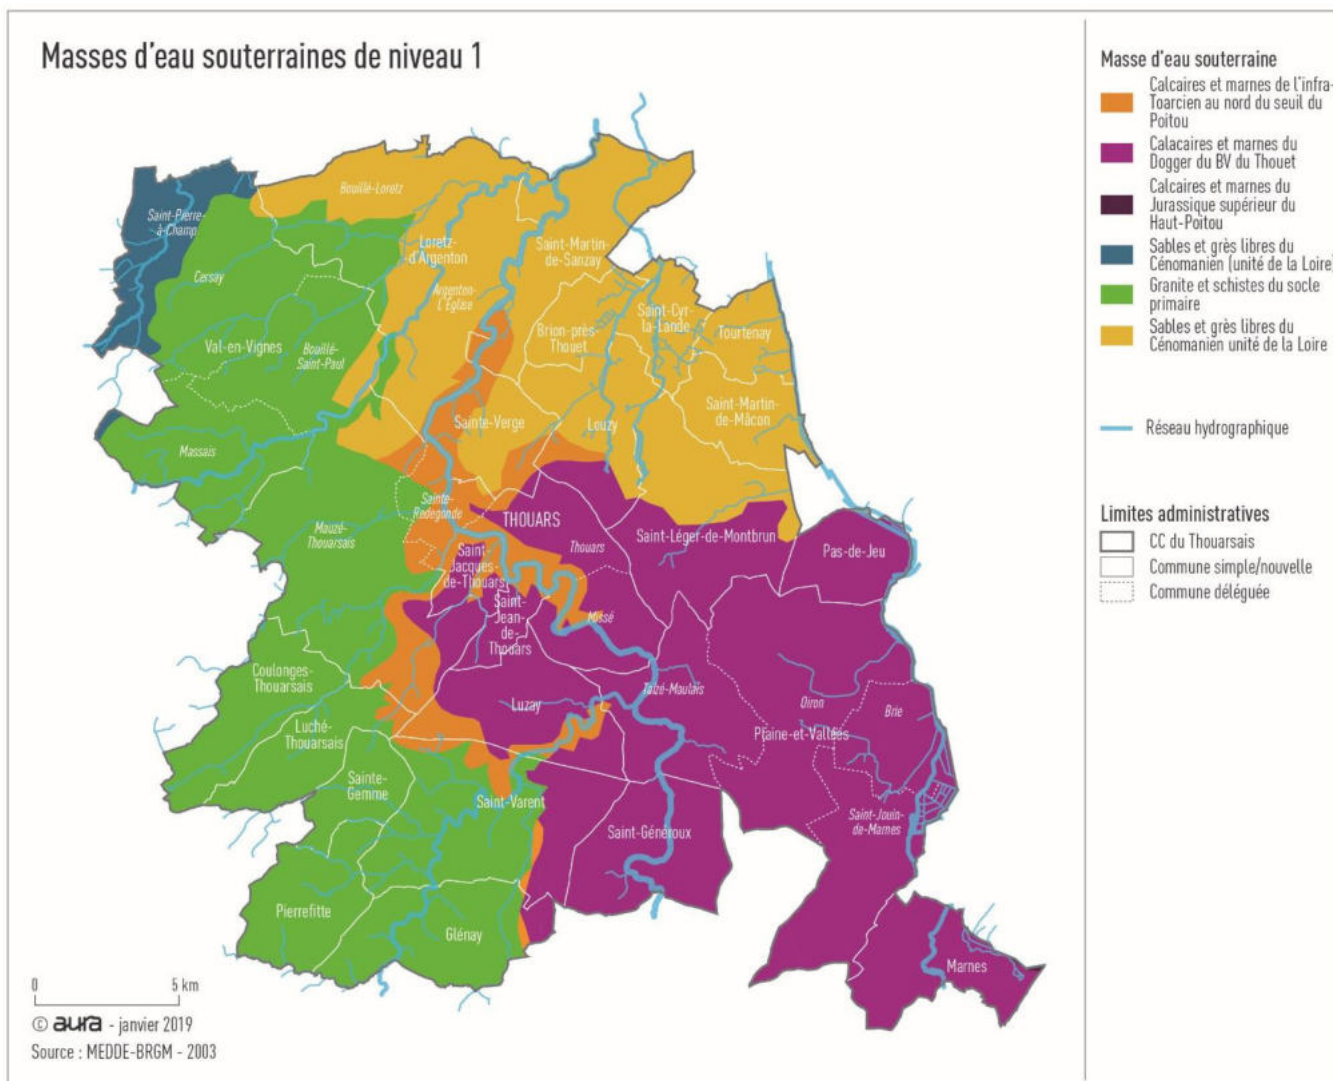 Masses d'eau souterraines de niveau 1
Masse d'eau souterraine
Calcaires et marnes de l'infra-
Toarcien au nord du seuil du
Poitou
Calacaires et marnes du
Dogger du BV du Thouet
Calcaires et marnes du
Jurassique supérieur du
Haut-Poitou
Sables et grès libres du
Cénomanien (unité de la Loire)
Granite et schistes du socle
primaire
Sables et grès libres du
Cénomanien unité de la Loire
Réseau hydrographique
Limites administratives
CC du Thouarsais
Commune simple/nouvelle
Commune déléguée
Bouillé-Loretz
Saint-Pierre-
à-Champ
Loretz-
d'Argenton
Saint-Martin-
de-Sanzay
Cersay
Argenton-
L'Église
Saint-Cyr-
la-Lande
Brion-près-
Thouet
Tourtenay
Val-en-Vignes
Bouillé-
Saint-Paul
Saint-Martin-
de-Mâcon
Sainte-Verge
Louzy
Massais
Sainte-
Redegonde
THOUARS
Mauzé-
Thouarsais
Saint-Léger-de-Montbrun
Thouars
Pas-de-Jeu
Saint-
Jacques-
de-Thouars
Saint-
Jean-
de-
Thouars
Missé
Coulonges-
Thouarsais
Taizé-Maulais
Luzay
Oiron
Brie
Luché-
Thouarsais
Plaine-et-Vallées
Sainte-
Gemme
Saint-Varent
Saint-Jouin-
de-Marnes
Saint-Généroux
Pierrefitte
Glénay
Marnes
0 5 km
© aura - janvier 2019
Source : MEDDE-BRGM - 2003